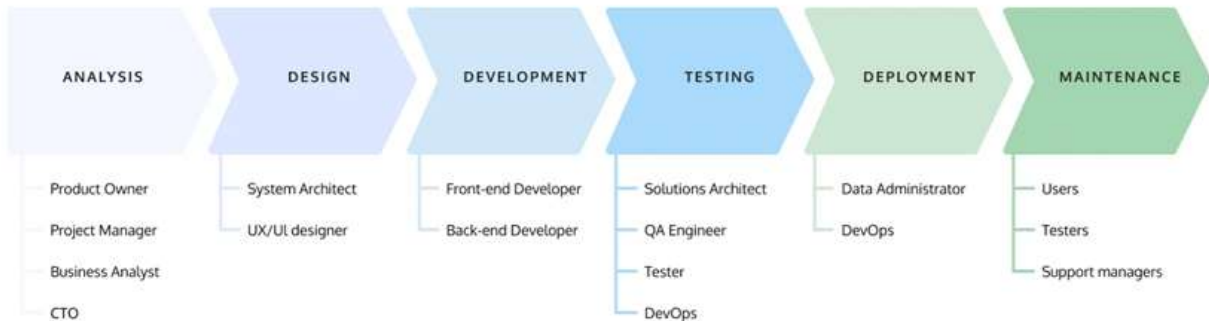 ANALYSIS
DESIGN
DEVELOPMENT
TESTING
DEPLOYMENT
MAINTENANCE
Product Owner
Project Manager
Business Analyst
CTO
System Architect
UX/UI designer
Front-end Developer
Back-end Developer
Solutions Architect
QA Engineer
Tester
DevOps
Data Administrator
DevOps
Users
Testers
Support managers